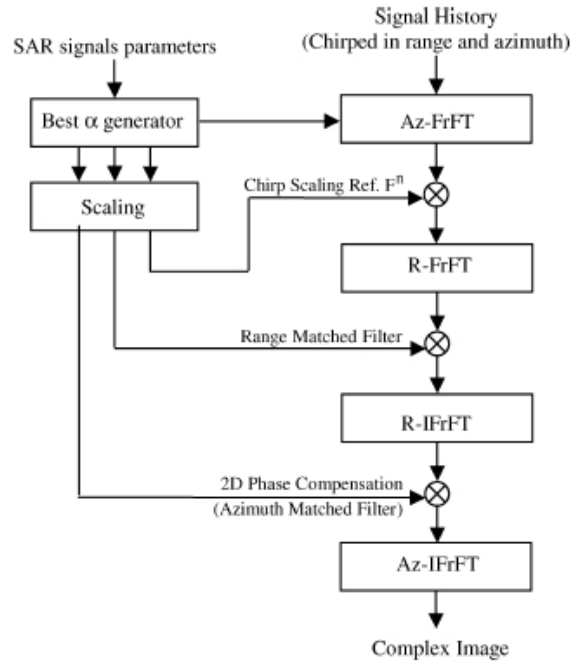 Signal History
(Chirped in range and azimuth)
SAR signals parameters
Best α generator
Az-FrFT
Scaling
Chirp Scaling Ref. Fⁿ
R-FrFT
Range Matched Filter
R-IFrFT
2D Phase Compensation
(Azimuth Matched Filter)
Az-IFrFT
Complex Image